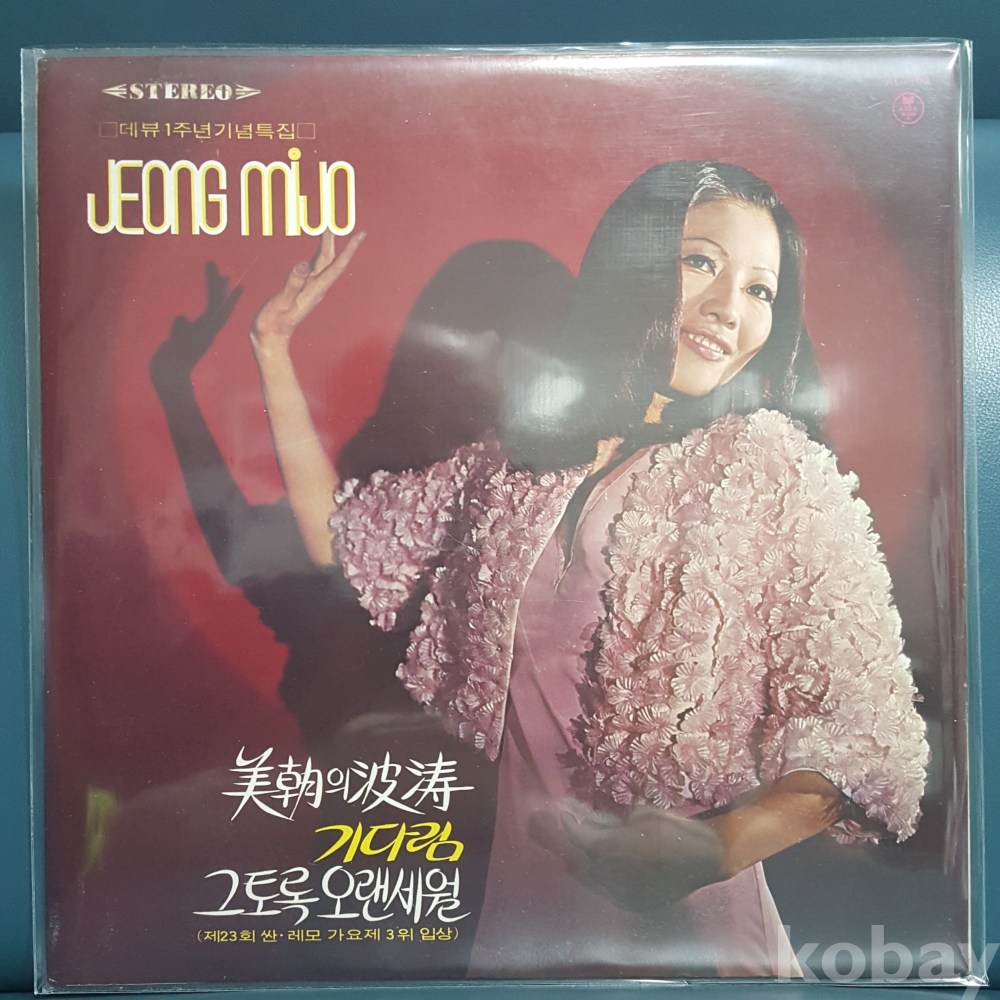 STEREO
□데뷰 1주년기념특집□
JEONG MIJO
美朝의波涛
기다림
그토록 오랜세월
(제23회 싼·레모 가요제 3위 입상)
kobay